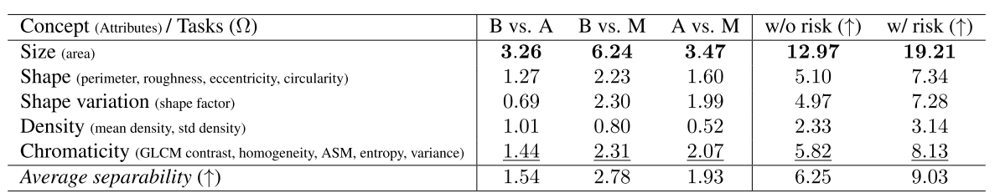 Concept (Attributes) / Tasks (Ω) B vs. A B vs. M A vs. M w/o risk (↑) w/ risk (↑)
Size (area) 3.26 6.24 3.47 12.97 19.21
Shape (perimeter, roughness, eccentricity, circularity) 1.27 2.23 1.60 5.10 7.34
Shape variation (shape factor) 0.69 2.30 1.99 4.97 7.28
Density (mean density, std density) 1.01 0.80 0.52 2.33 3.14
Chromaticity (GLCM contrast, homogeneity, ASM, entropy, variance) 1.44 2.31 2.07 5.82 8.13
Average separability (↑) 1.54 2.78 1.93 6.25 9.03